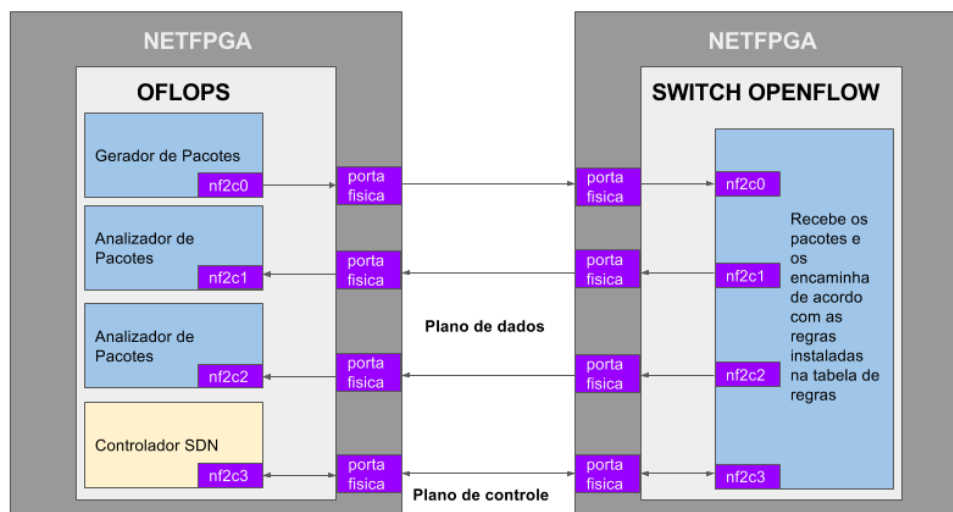 NETFPGA
NETFPGA
OFLOPS
SWITCH OPENFLOW
Gerador de Pacotes
nf2c0
porta
fisica
porta
fisica
nf2c0
Analizador de
Pacotes
nf2c1
porta
fisica
porta
fisica
nf2c1
Recebe os
pacotes e
os
encaminha
de acordo
com as
regras
instaladas
na tabela de
regras
Plano de dados
Analizador de
Pacotes
nf2c2
porta
fisica
porta
fisica
nf2c2
Controlador SDN
nf2c3
porta
fisica
porta
fisica
nf2c3
Plano de controle